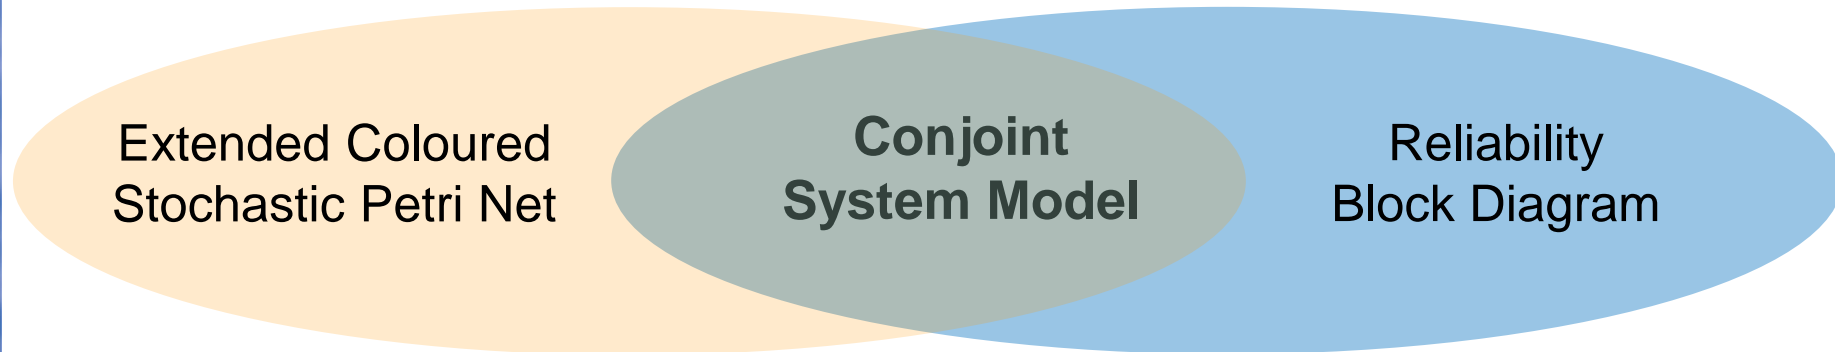 Extended Coloured
Stochastic Petri Net
Conjoint
System Model
Reliability
Block Diagram